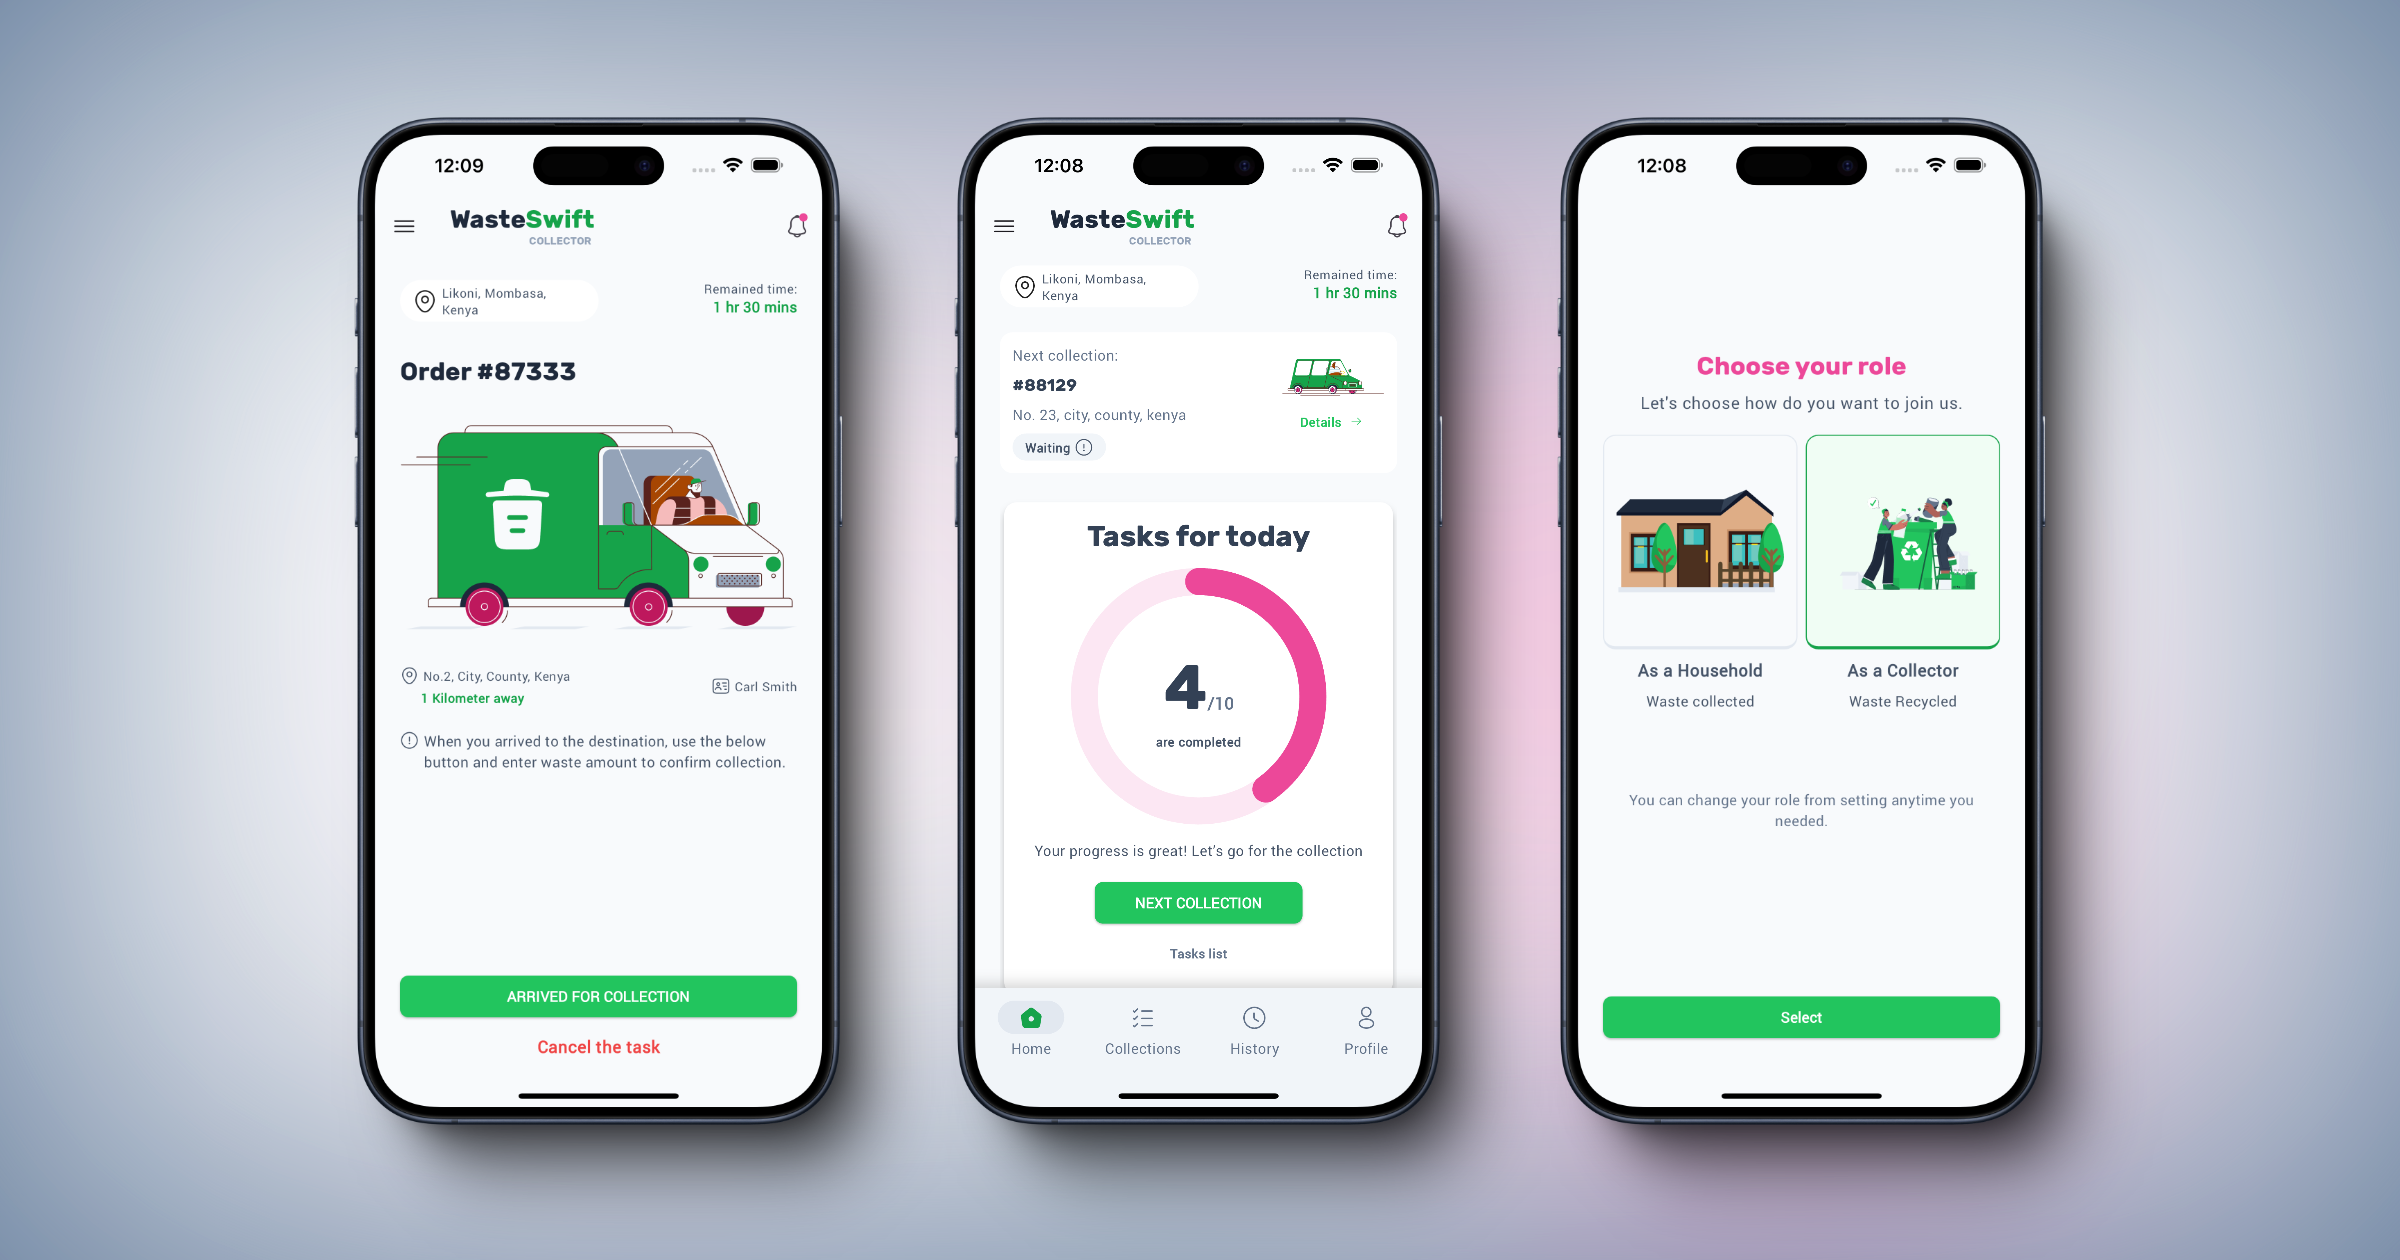 12:09
WasteSwift
COLLECTOR
Likoni, Mombasa,
Kenya
Remained time:
1 hr 30 mins
Order #87333
No.2, City, County, Kenya
1 Kilometer away
Carl Smith
When you arrived to the destination, use the below
button and enter waste amount to confirm collection.
ARRIVED FOR COLLECTION
Cancel the task
12:08
WasteSwift
COLLECTOR
Likoni, Mombasa,
Kenya
Remained time:
1 hr 30 mins
Next collection:
#88129
No. 23, city, county, kenya
Waiting
Details
Tasks for today
4/10
are completed
Your progress is great! Let's go for the collection
NEXT COLLECTION
Tasks list
Home
Collections
History
Profile
12:08
Choose your role
Let's choose how do you want to join us.
As a Household
Waste collected
As a Collector
Waste Recycled
You can change your role from setting anytime you
needed.
Select